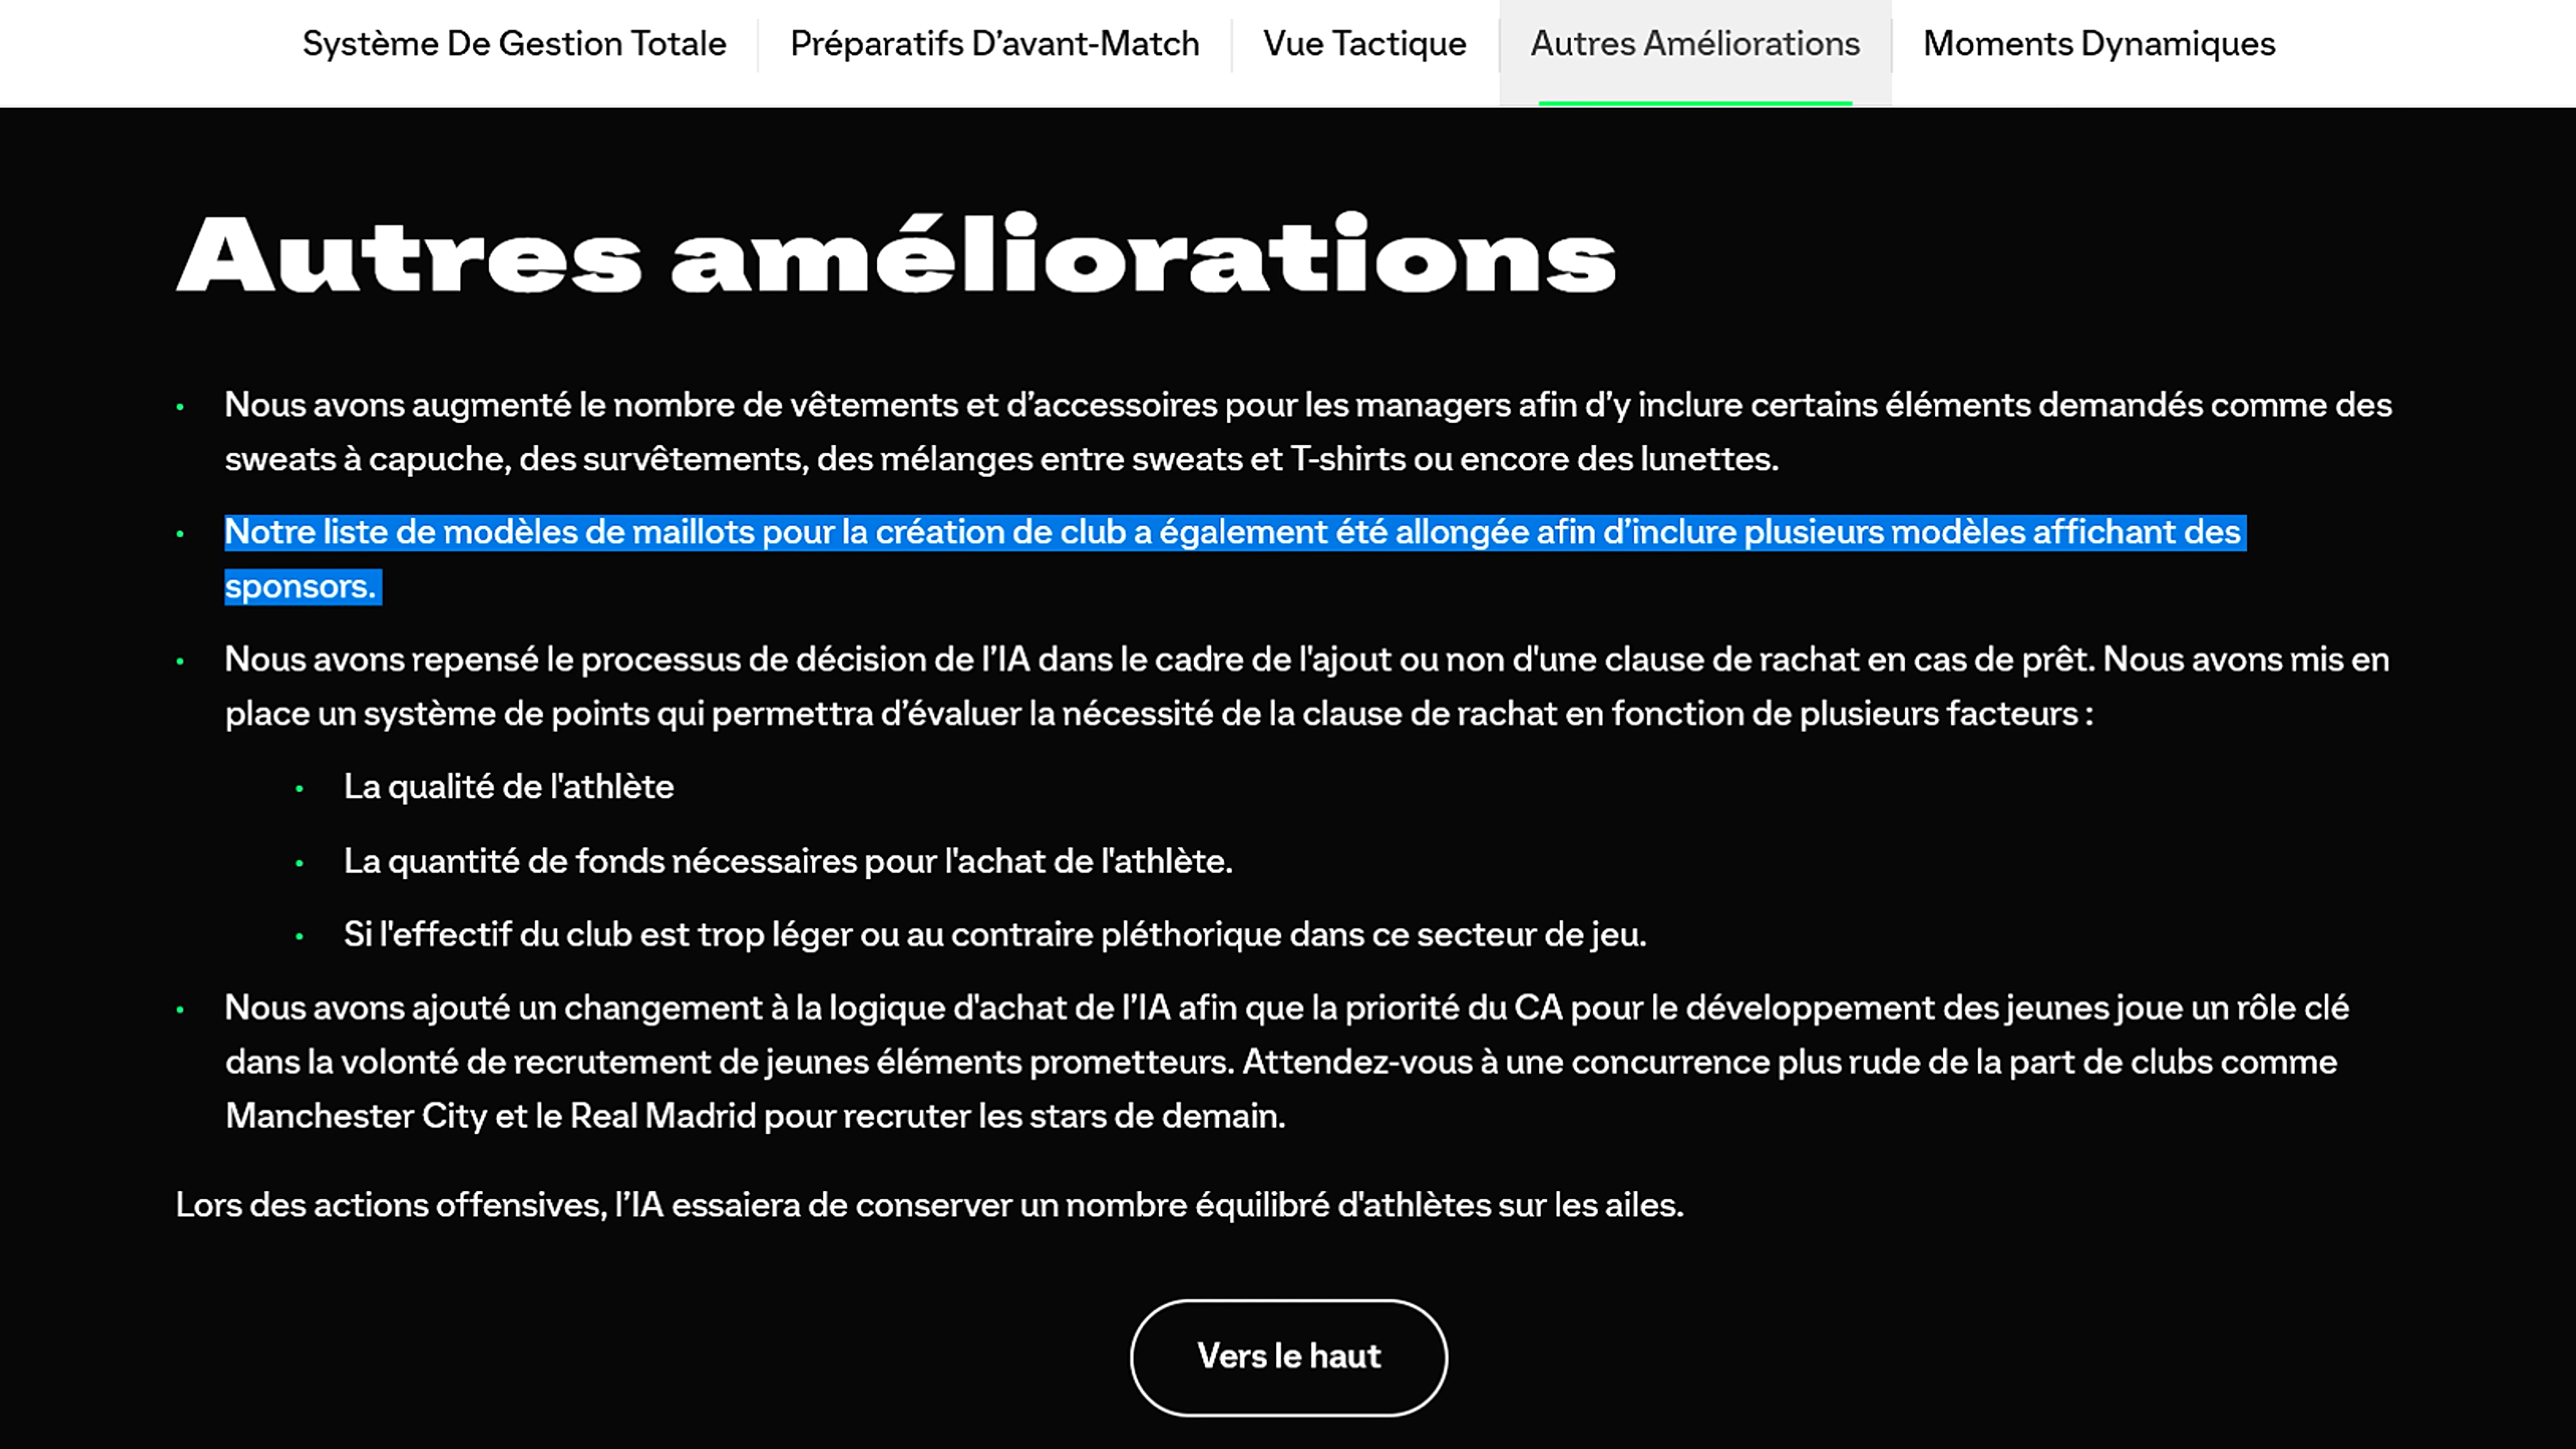 Système De Gestion Totale
Préparatifs D’avant-Match
Vue Tactique
Autres Améliorations
Moments Dynamiques
Autres améliorations
• Nous avons augmenté le nombre de vêtements et d’accessoires pour les managers afin d’y inclure certains éléments demandés comme des
sweats à capuche, des survêtements, des mélanges entre sweats et T-shirts ou encore des lunettes.
• Notre liste de modèles de maillots pour la création de club a également été allongée afin d’inclure plusieurs modèles affichant des
sponsors.
• Nous avons repensé le processus de décision de l’IA dans le cadre de l'ajout ou non d'une clause de rachat en cas de prêt. Nous avons mis en
place un système de points qui permettra d’évaluer la nécessité de la clause de rachat en fonction de plusieurs facteurs :
• La qualité de l'athlète
• La quantité de fonds nécessaires pour l'achat de l'athlète.
• Si l'effectif du club est trop léger ou au contraire pléthorique dans ce secteur de jeu.
• Nous avons ajouté un changement à la logique d'achat de l’IA afin que la priorité du CA pour le développement des jeunes joue un rôle clé
dans la volonté de recrutement de jeunes éléments prometteurs. Attendez-vous à une concurrence plus rude de la part de clubs comme
Manchester City et le Real Madrid pour recruter les stars de demain.
Lors des actions offensives, l’IA essaiera de conserver un nombre équilibré d'athlètes sur les ailes.
Vers le haut